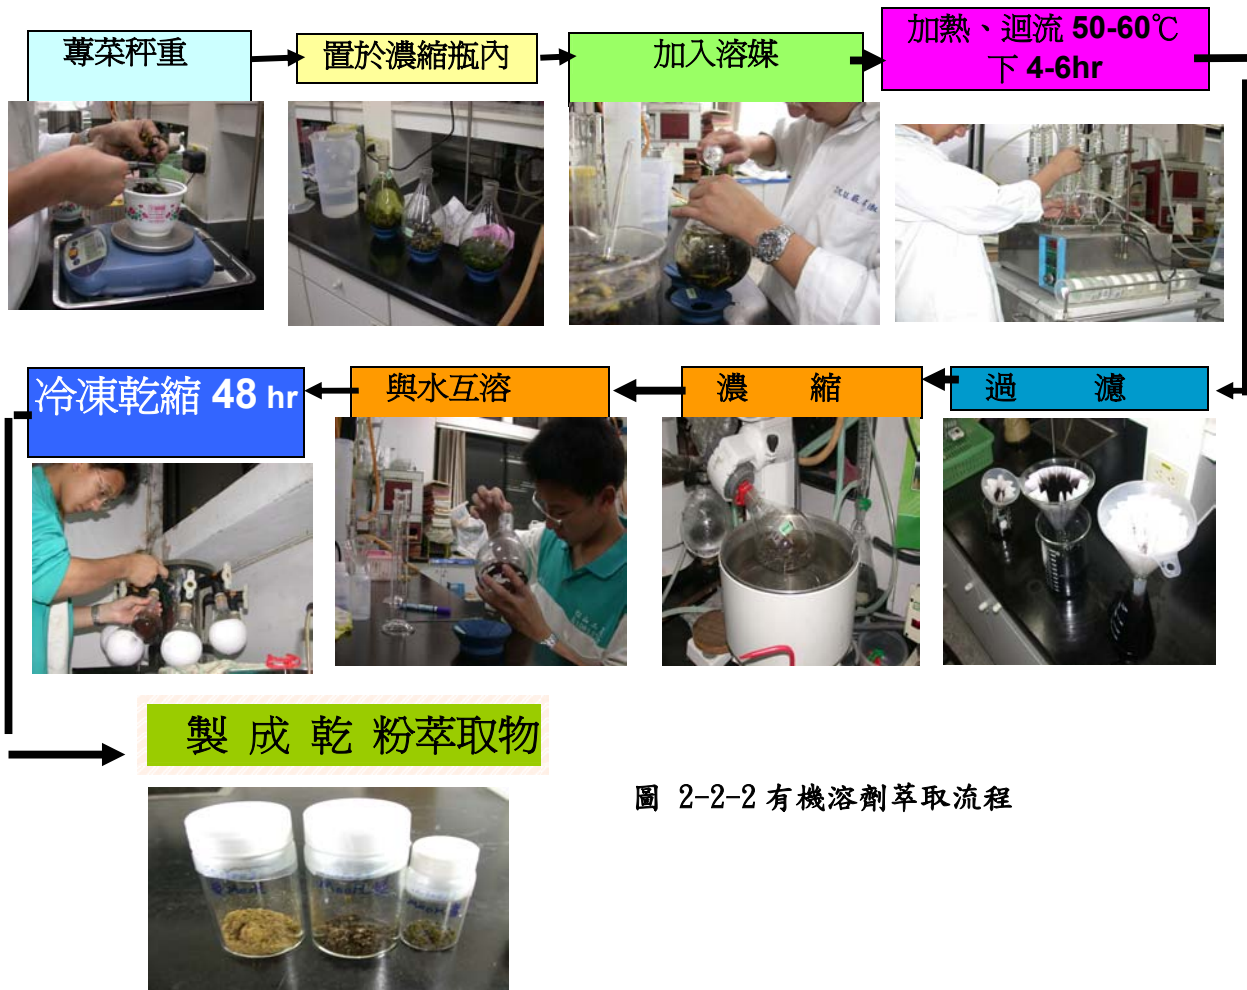 蓴菜秤重
置於濃縮瓶內
加入溶媒
加熱、迴流 50-60℃
下 4-6hr
過 濾
濃 縮
與水互溶
冷凍乾縮 48 hr
製 成 乾 粉萃取物
圖 2-2-2 有機溶劑萃取流程